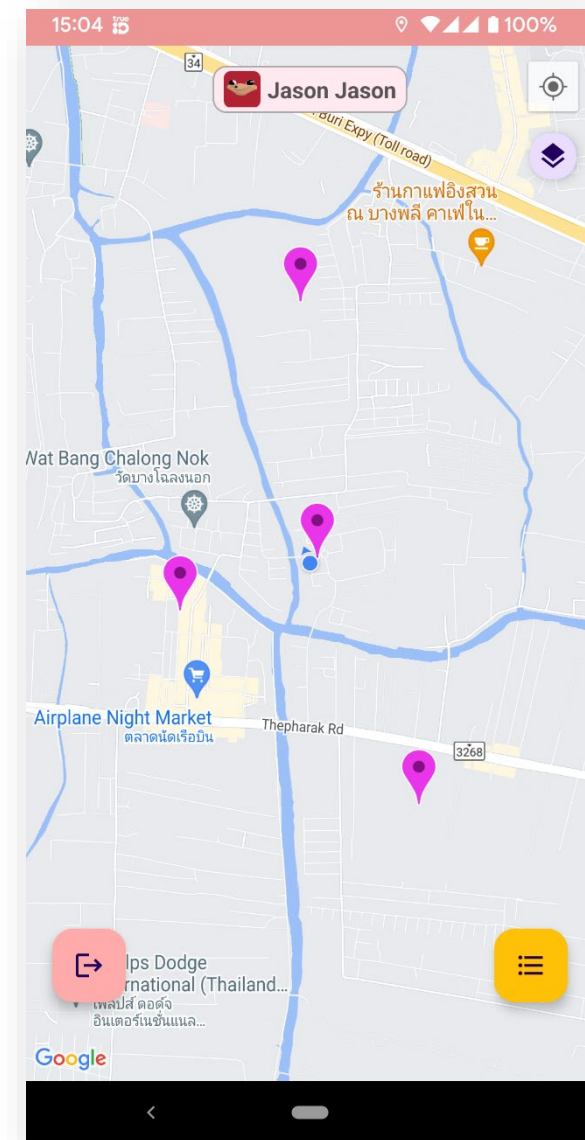 15:04 true iD 100%
34
Jason Jason
Buri Expy (Toll road)
ร้านกาแฟอิงสวน
ณ บางพลี คาเฟ่ใน...
Wat Bang Chalong Nok
วัดบางโฉลงนอก
Airplane Night Market
ตลาดนัดเรือบิน
Thepharak Rd
3268
lps Dodge
rnational (Thailand...
เฟ้ลปส์ ดอด์จ
อินเตอร์เนชั่นแนล...
Google